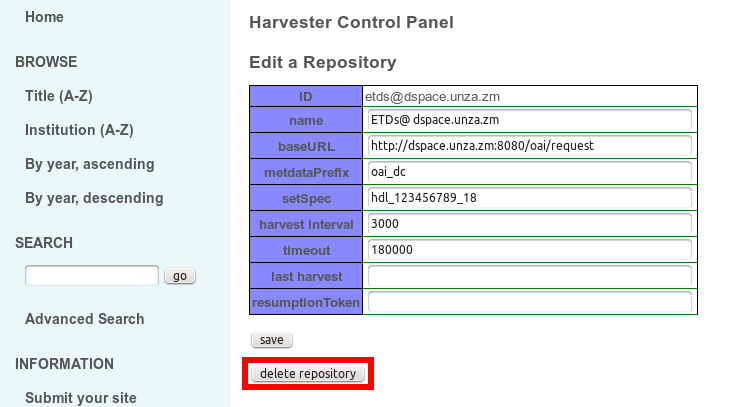 Home
BROWSE
Title (A-Z)
Institution (A-Z)
By year, ascending
By year, descending
SEARCH
go
Advanced Search
INFORMATION
Submit your site
Harvester Control Panel
Edit a Repository
ID etds@dspace.unza.zm
name ETDs@ dspace.unza.zm
baseURL http://dspace.unza.zm:8080/oai/request
metdataPrefix oai_dc
setSpec hdl_123456789_18
harvest interval 3000
timeout 180000
last harvest
resumptionToken
save
delete repository